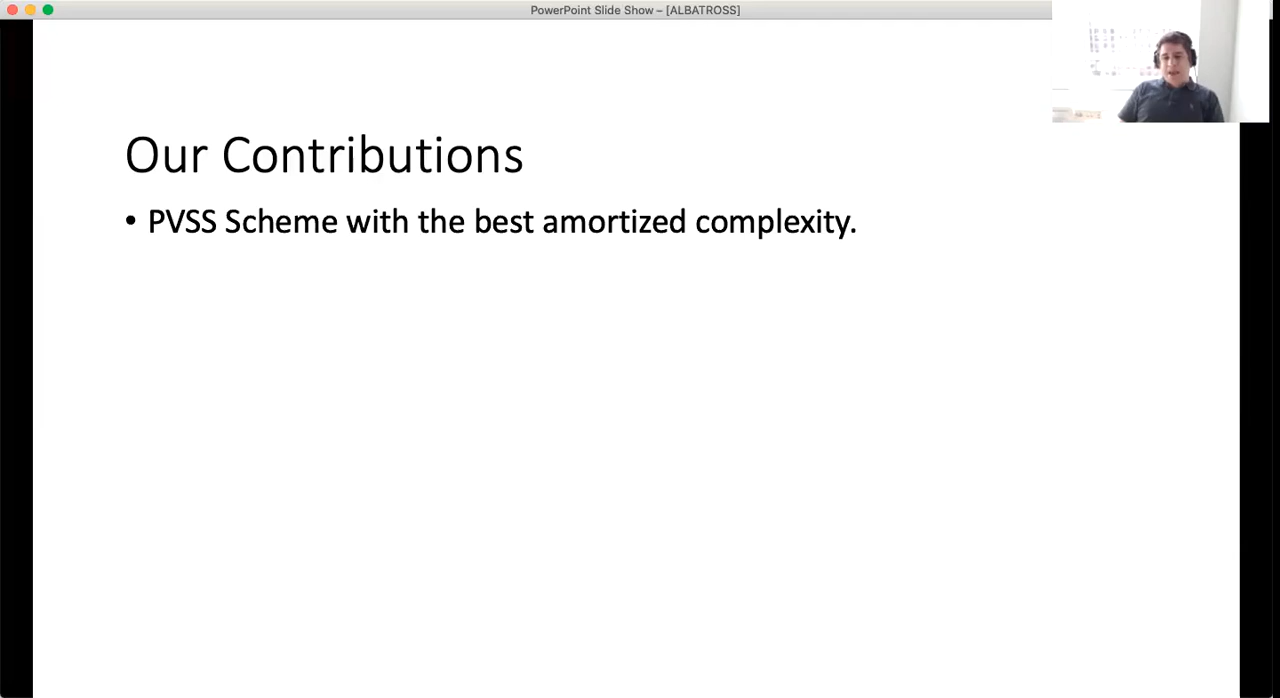 PowerPoint Slide Show – [ALBATROSS]
Our Contributions
• PVSS Scheme with the best amortized complexity.